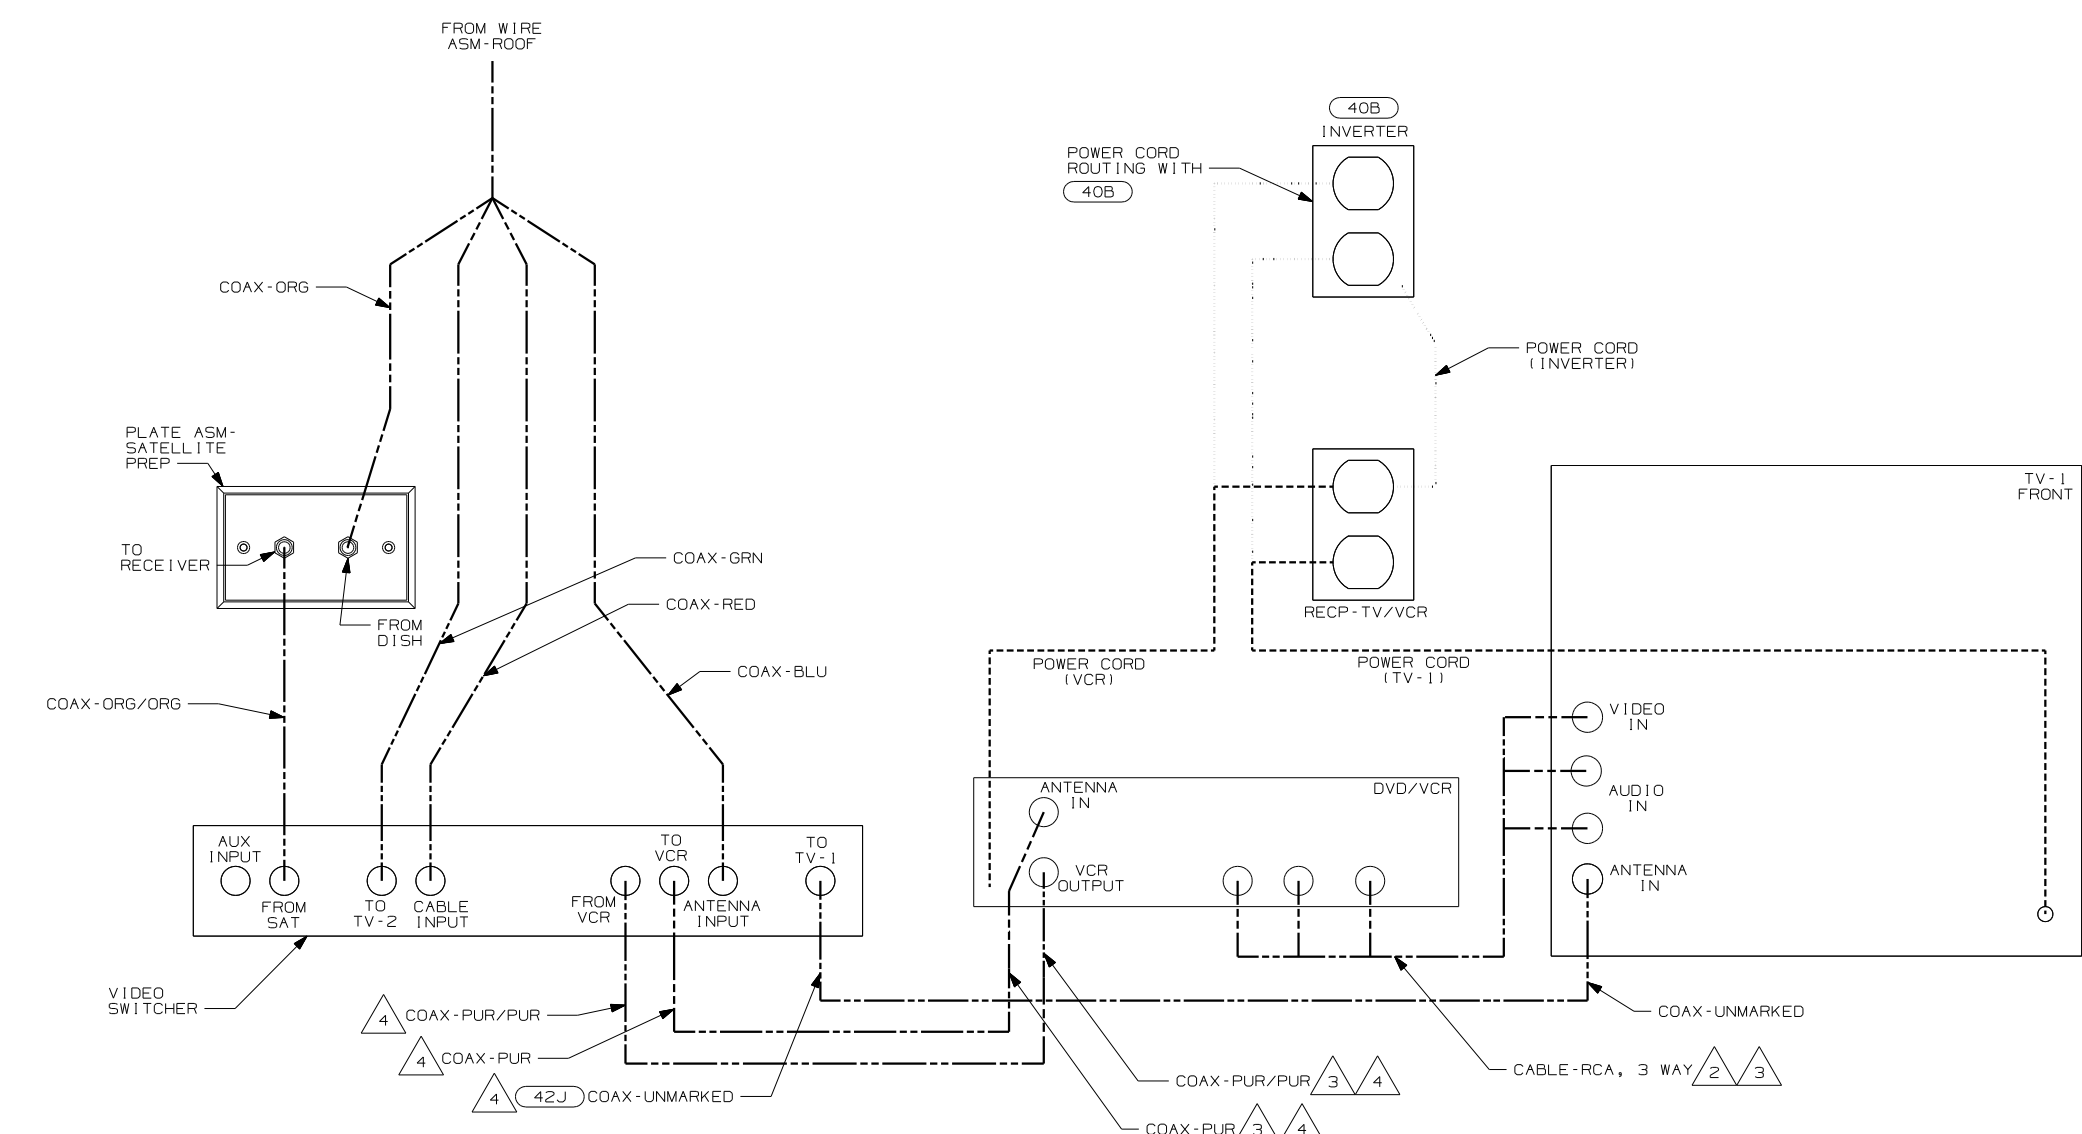 FROM WIRE
ASM-ROOF
40B
INVERTER
POWER CORD
ROUTING WITH
40B
COAX-ORG
POWER CORD
(INVERTER)
PLATE ASM-
SATELLITE
PREP
TV-1
FRONT
TO
RECEIVER
COAX-GRN
COAX-RED
RECP-TV/VCR
FROM
DISH
COAX-BLU
POWER CORD
(VCR)
POWER CORD
(TV-1)
COAX-ORG/ORG
VIDEO
IN
AUDIO
IN
ANTENNA
IN
DVD/VCR
ANTENNA
IN
VCR
OUTPUT
AUX
INPUT
FROM
SAT
TO
TV-2
CABLE
INPUT
FROM
VCR
TO
VCR
ANTENNA
INPUT
TO
TV-1
VIDEO
SWITCHER
4 COAX-PUR/PUR
4 COAX-PUR
4 42J COAX-UNMARKED
COAX-UNMARKED
CABLE-RCA, 3 WAY 2 3
COAX-PUR/PUR 3 4
COAX-PUR 3 4